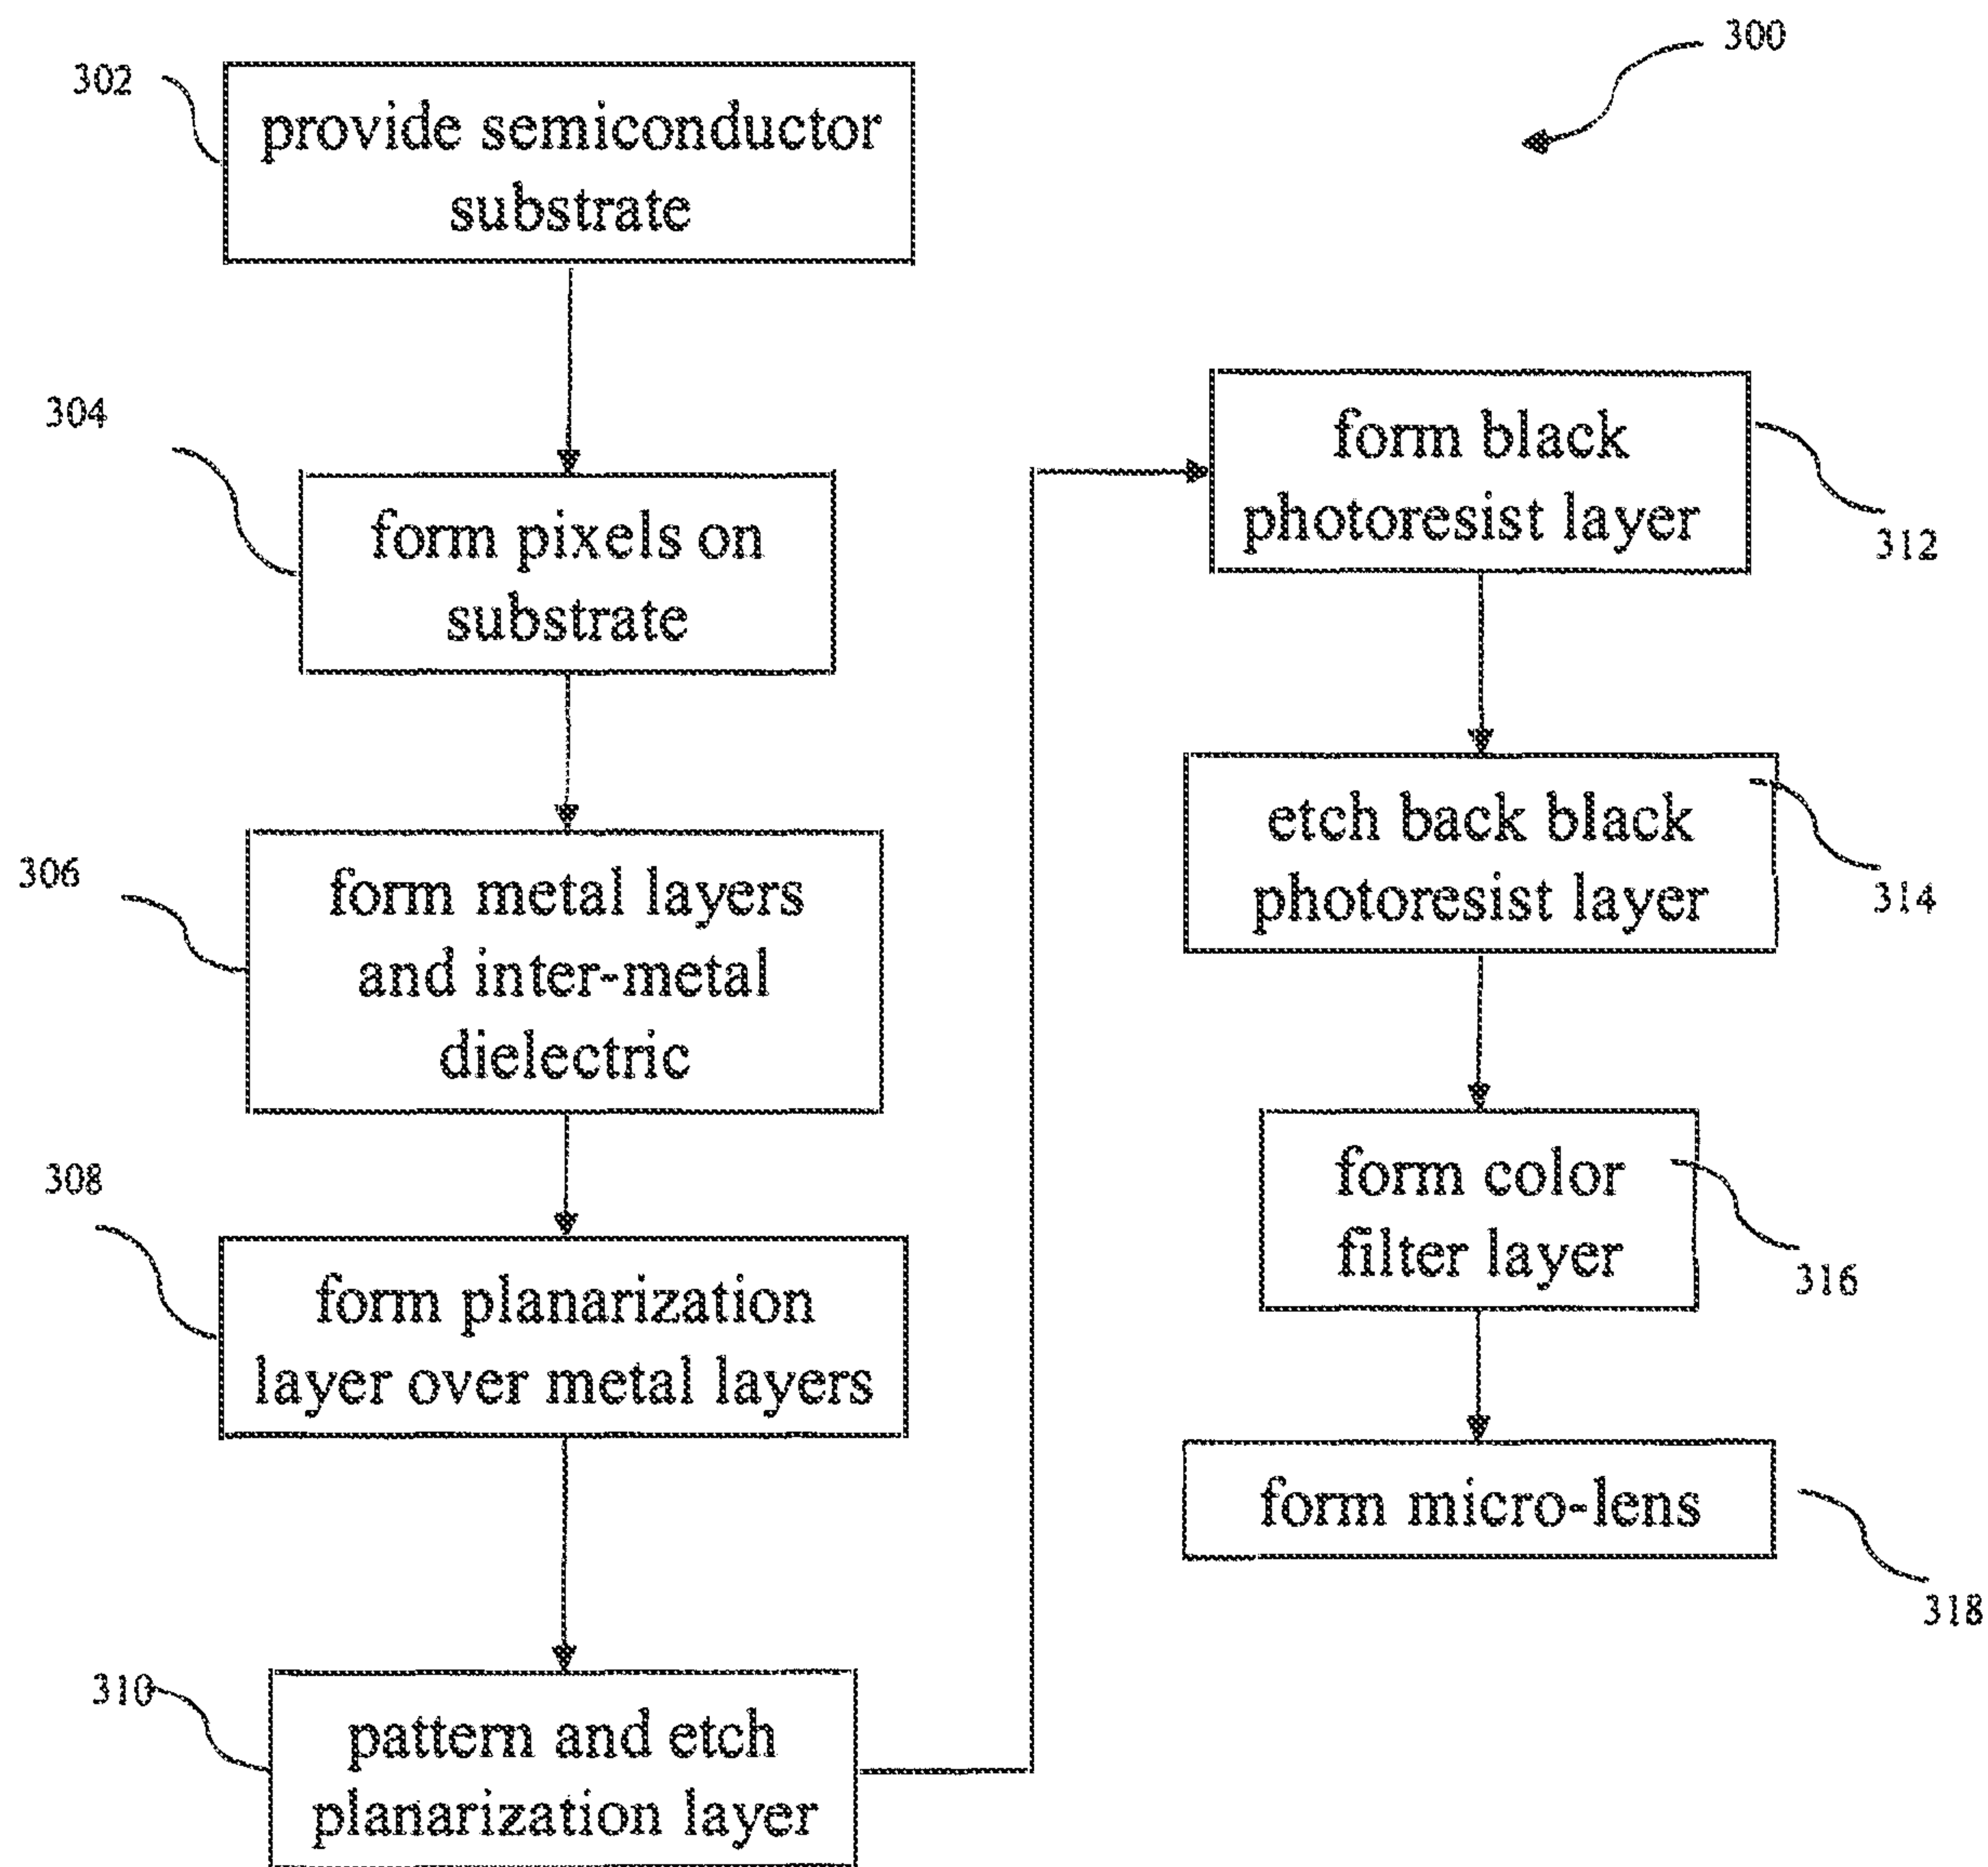 300
302
provide semiconductor
substrate
304
form pixels on
substrate
306
form metal layers
and inter-metal
dielectric
308
form planarization
layer over metal layers
310
pattern and etch
planarization layer
form black
photoresist layer
312
etch back black
photoresist layer
314
form color
filter layer
316
form micro-lens
318